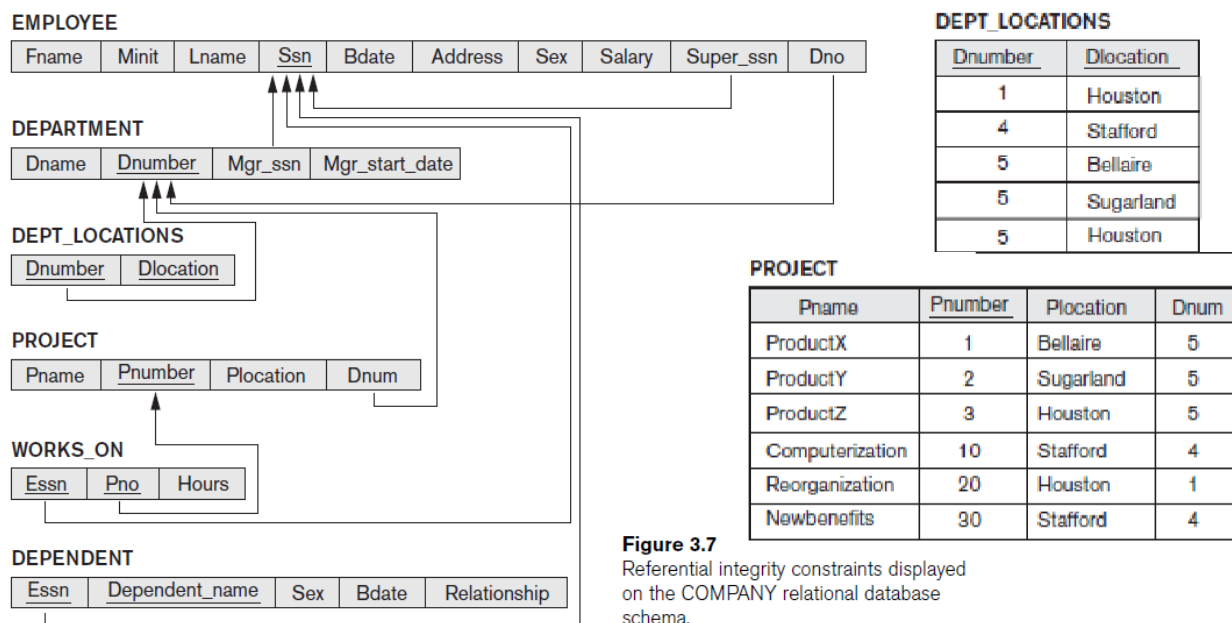 EMPLOYEE
Fname Minit Lname Ssn Bdate Address Sex Salary Super_ssn Dno
DEPARTMENT
Dname Dnumber Mgr_ssn Mgr_start_date
DEPT_LOCATIONS
Dnumber Dlocation
PROJECT
Pname Pnumber Plocation Dnum
WORKS_ON
Essn Pno Hours
DEPENDENT
Essn Dependent_name Sex Bdate Relationship
DEPT_LOCATIONS
Dnumber Dlocation
1 Houston
4 Stafford
5 Bellaire
5 Sugarland
5 Houston
PROJECT
Pname Pnumber Plocation Dnum
ProductX 1 Bellaire 5
ProductY 2 Sugarland 5
ProductZ 3 Houston 5
Computerization 10 Stafford 4
Reorganization 20 Houston 1
Newbenefits 30 Stafford 4
Figure 3.7
Referential integrity constraints displayed
on the COMPANY relational database
schema.